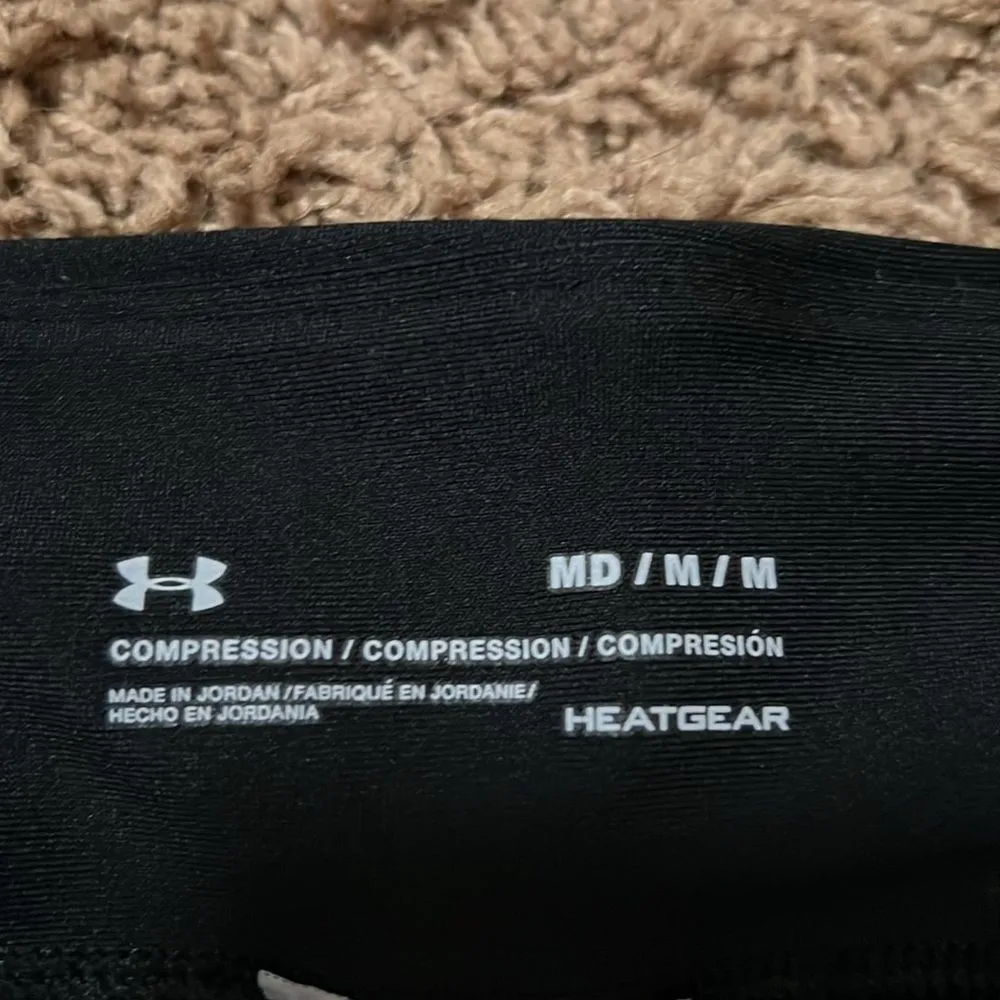 MD / M / M
COMPRESSION / COMPRESSION / COMPRESIÓN
MADE IN JORDAN / FABRIQUÉ EN JORDANIE/
HECHO EN JORDANIA
HEATGEAR